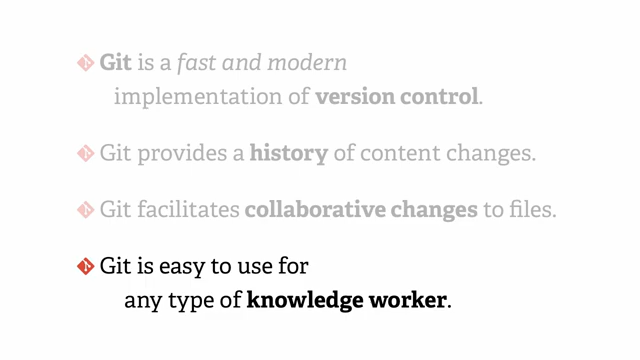 Git is a fast and modern
implementation of version control.
Git provides a history of content changes.
Git facilitates collaborative changes to files.
Git is easy to use for
any type of knowledge worker.